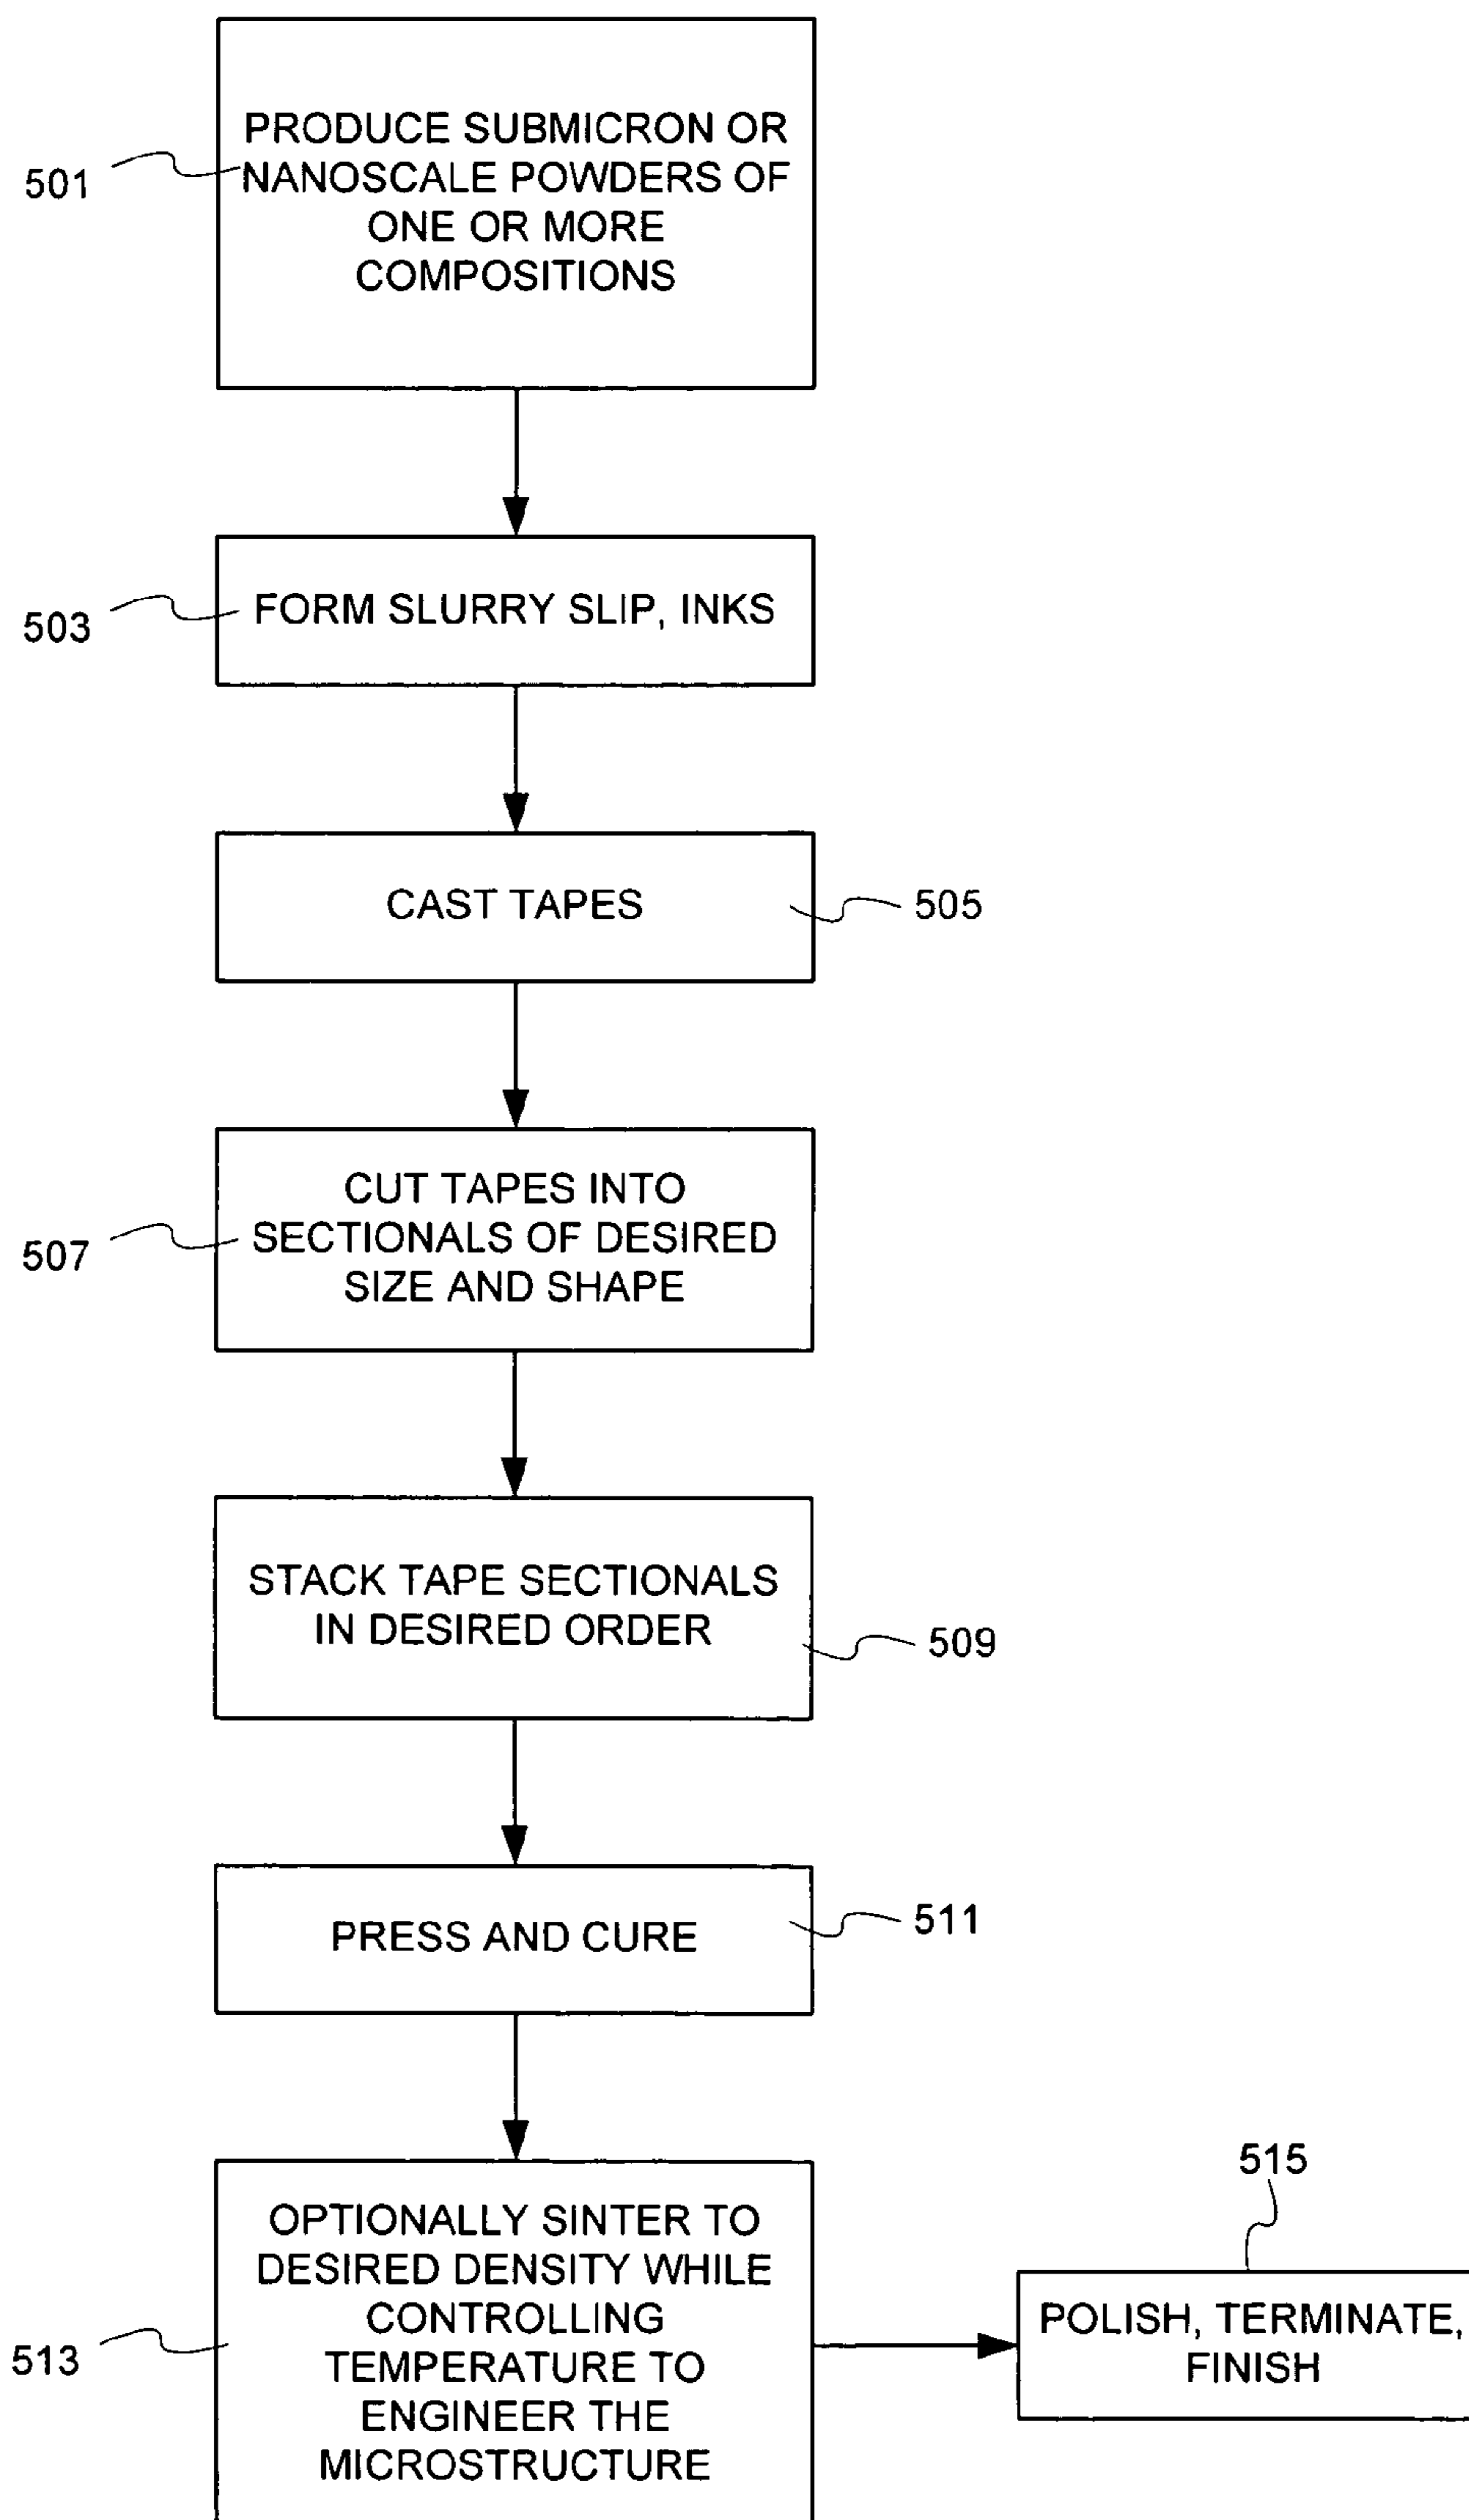 PRODUCE SUBMICRON OR
NANOSCALE POWDERS OF
ONE OR MORE
COMPOSITIONS
501
FORM SLURRY SLIP, INKS
503
CAST TAPES
505
CUT TAPES INTO
SECTIONALS OF DESIRED
SIZE AND SHAPE
507
STACK TAPE SECTIONALS
IN DESIRED ORDER
509
PRESS AND CURE
511
OPTIONALLY SINTER TO
DESIRED DENSITY WHILE
CONTROLLING
TEMPERATURE TO
ENGINEER THE
MICROSTRUCTURE
513
515
POLISH, TERMINATE,
FINISH